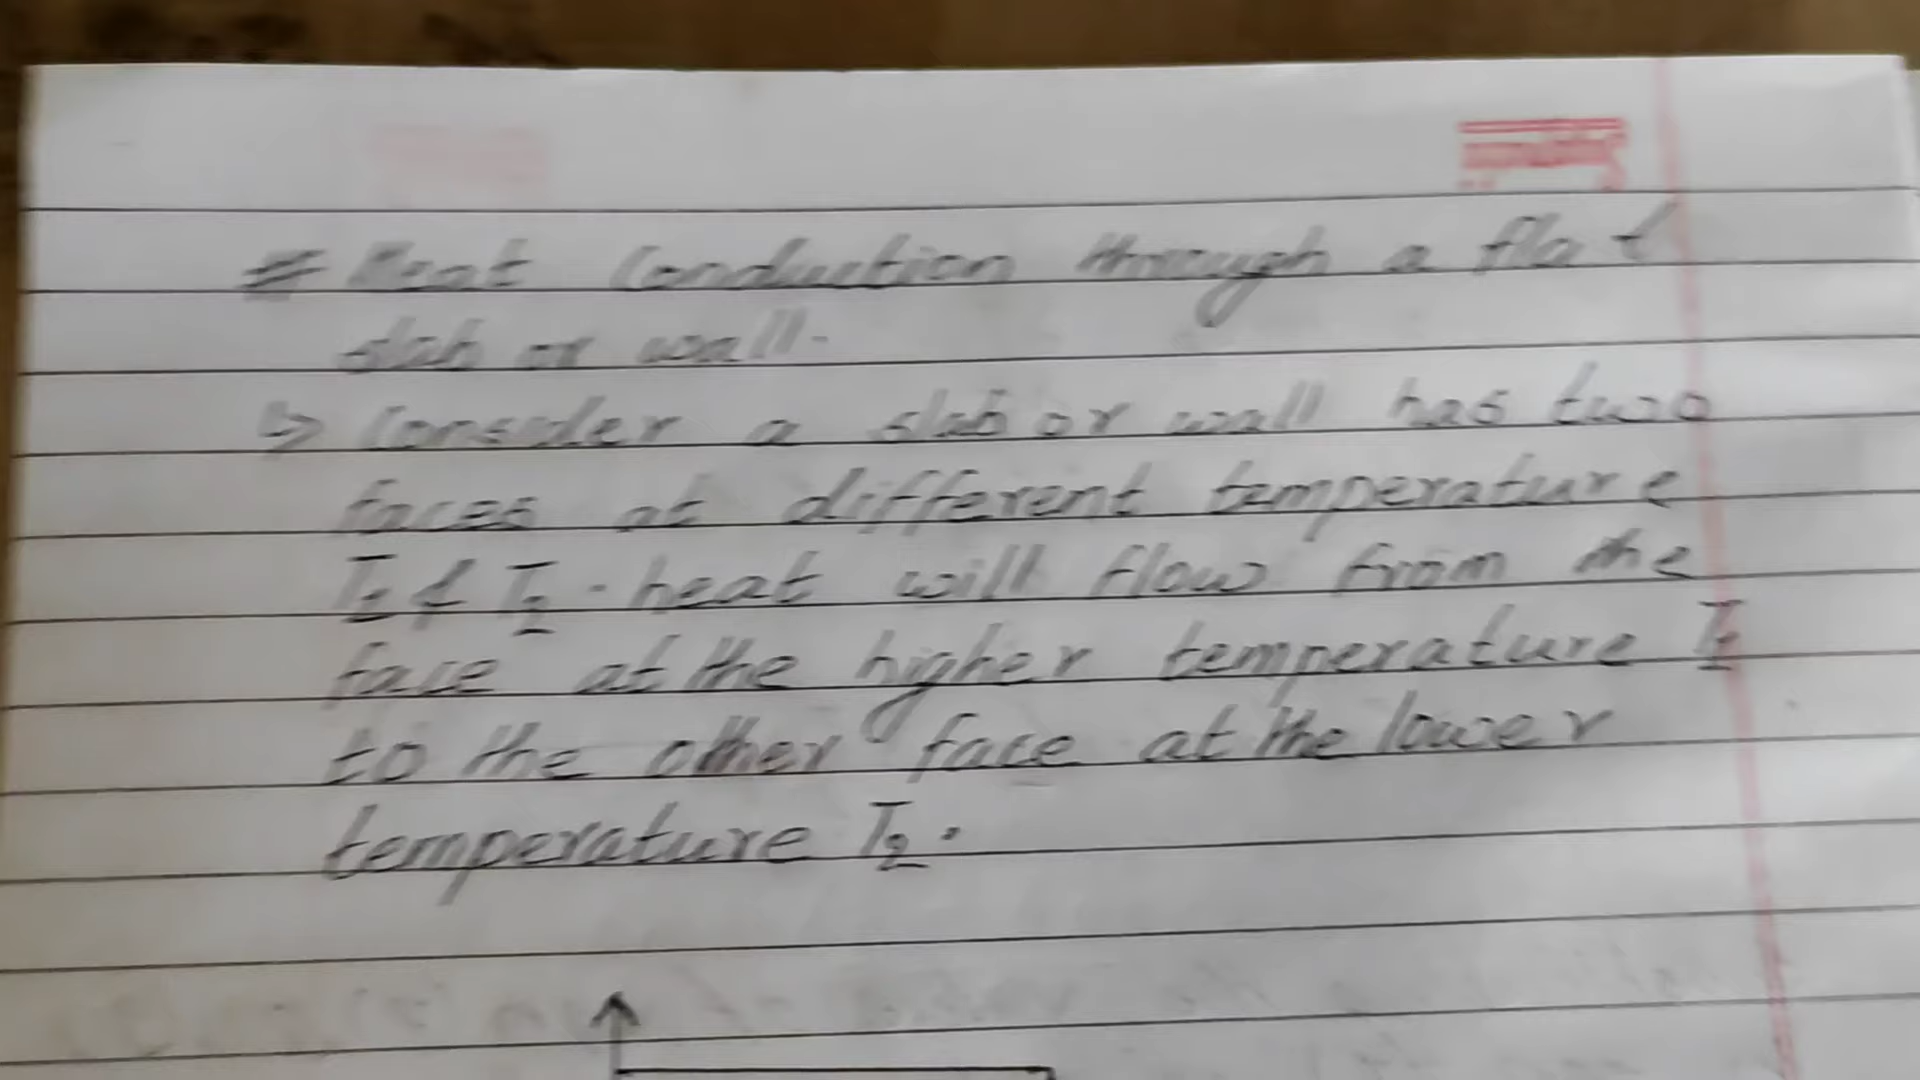 # Heat Conduction through a flat
slab or wall.
↳ Consider a slab or wall has two
faces at different temperature
T₁ & T₂. heat will flow from the
face at the higher temperature T₁
to the other face at the lower
temperature T₂.